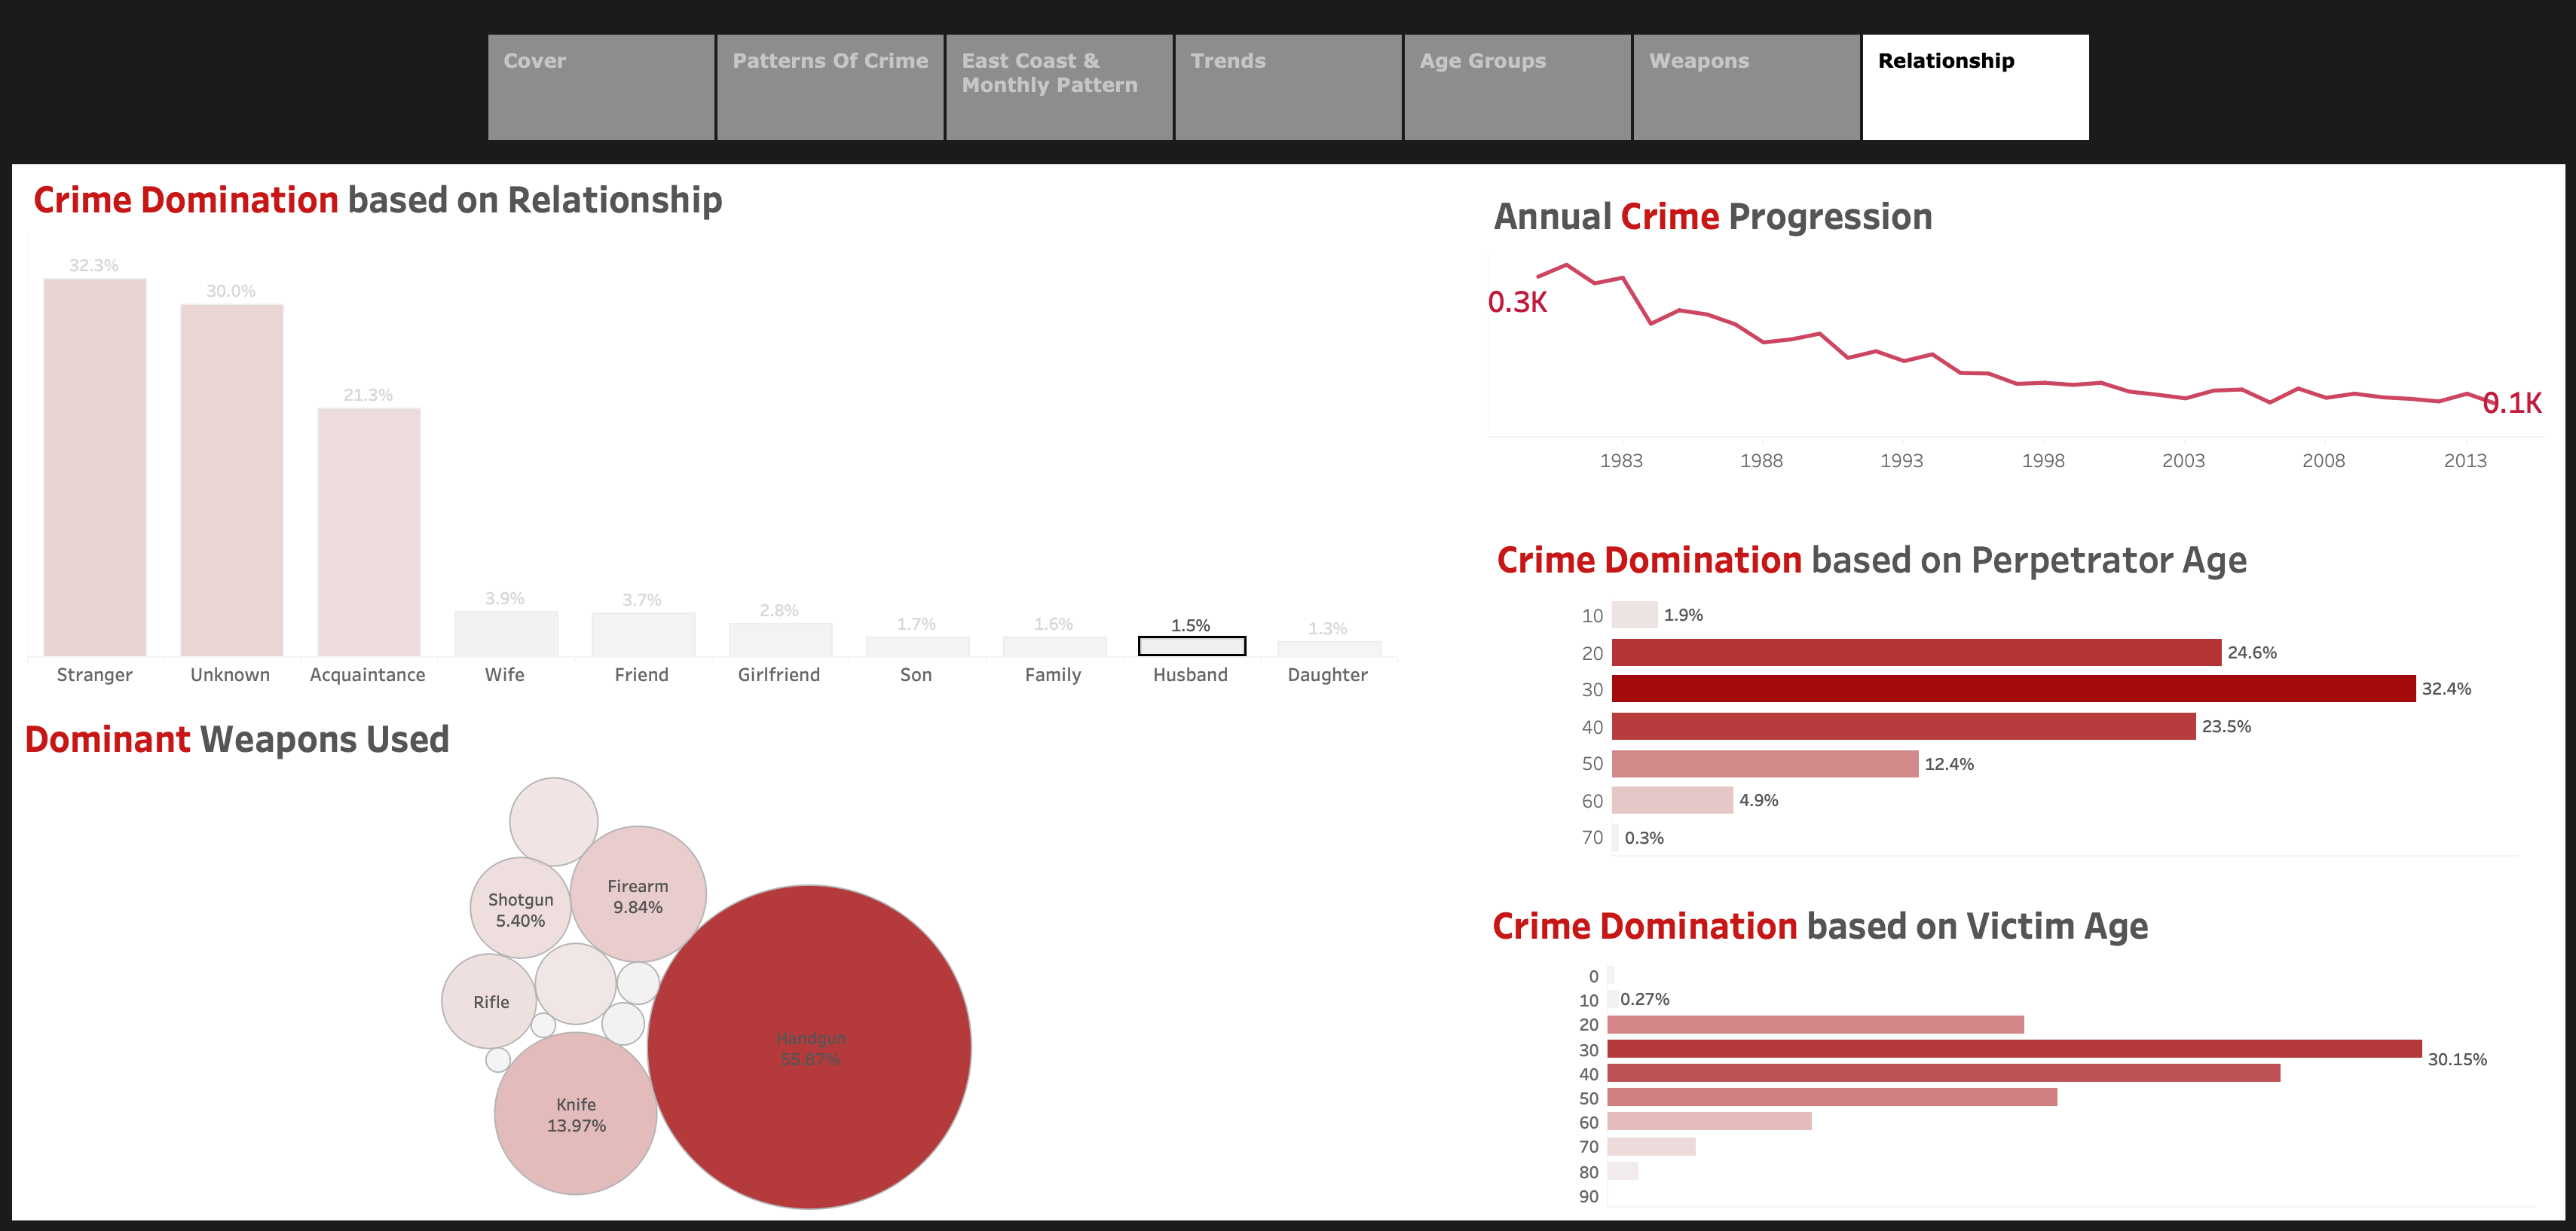 Cover
Patterns Of Crime
East Coast &
Monthly Pattern
Trends
Age Groups
Weapons
Relationship
Crime Domination based on Relationship
32.3%
30.0%
21.3%
3.9%
3.7%
2.8%
1.7%
1.6%
1.5%
1.3%
Stranger
Unknown
Acquaintance
Wife
Friend
Girlfriend
Son
Family
Husband
Daughter
Dominant Weapons Used
Firearm
9.84%
Shotgun
5.40%
Rifle
Handgun
55.87%
Knife
13.97%
Annual Crime Progression
0.3K
0.1K
1983
1988
1993
1998
2003
2008
2013
Crime Domination based on Perpetrator Age
10 1.9%
20 24.6%
30 32.4%
40 23.5%
50 12.4%
60 4.9%
70 0.3%
Crime Domination based on Victim Age
0
10 0.27%
20
30
30.15%
40
50
60
70
80
90